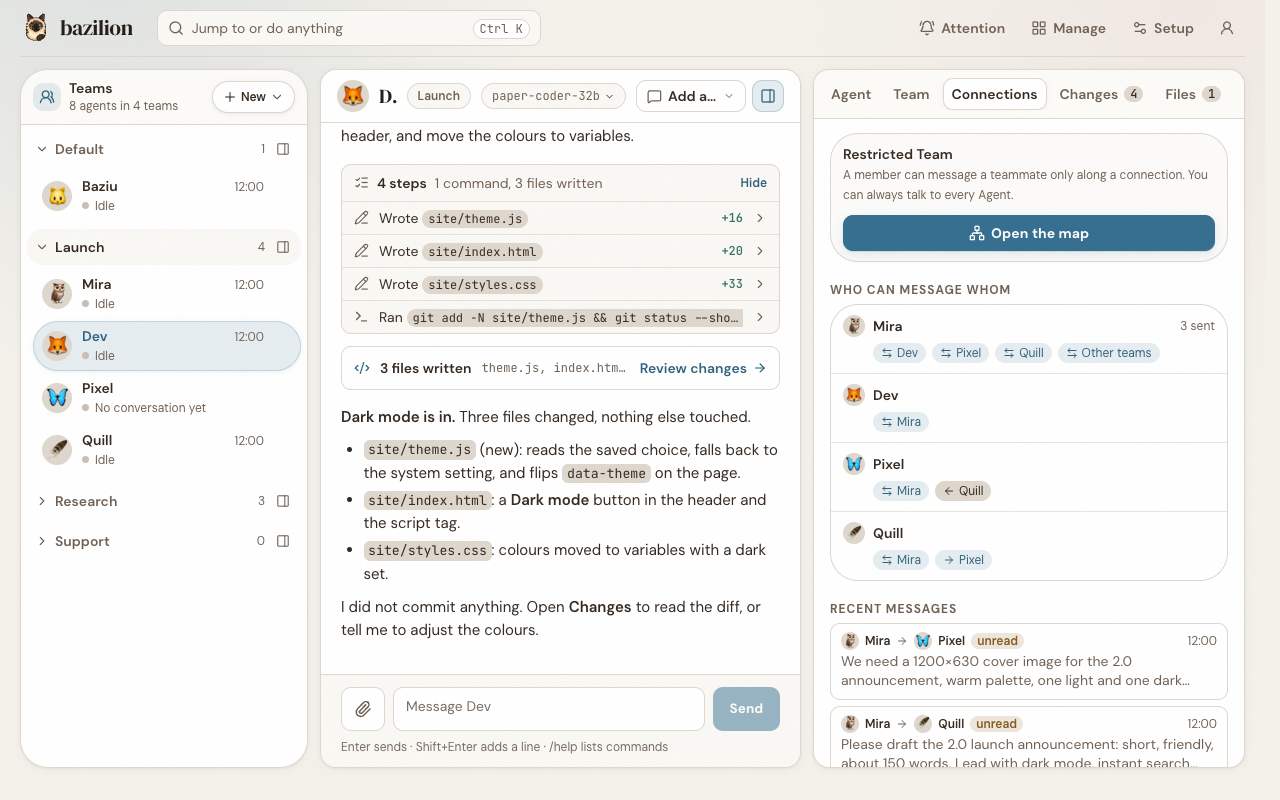 bazilion
Jump to or do anything
Ctrl K
Attention
Manage
Setup
Teams
8 agents in 4 teams
New
Default
1
Baziu
12:00
Idle
Launch
4
Mira
12:00
Idle
Dev
12:00
Idle
Pixel
No conversation yet
Quill
12:00
Idle
Research
3
Support
0
D.
Launch
paper-coder-32b
Add a...
header, and move the colours to variables.
4 steps 1 command, 3 files written
Hide
Wrote site/theme.js
+16
Wrote site/index.html
+20
Wrote site/styles.css
+33
Ran git add -N site/theme.js && git status --sho…
3 files written theme.js, index.htm… Review changes
Dark mode is in. Three files changed, nothing else touched.
• site/theme.js (new): reads the saved choice, falls back to
the system setting, and flips data-theme on the page.
• site/index.html: a Dark mode button in the header and
the script tag.
• site/styles.css: colours moved to variables with a dark
set.
I did not commit anything. Open Changes to read the diff, or
tell me to adjust the colours.
Message Dev
Send
Enter sends · Shift+Enter adds a line · /help lists commands
Agent
Team
Connections
Changes 4
Files 1
Restricted Team
A member can message a teammate only along a connection. You
can always talk to every Agent.
Open the map
WHO CAN MESSAGE WHOM
Mira
3 sent
⇆ Dev
⇆ Pixel
⇆ Quill
⇆ Other teams
Dev
⇆ Mira
Pixel
⇆ Mira
← Quill
Quill
⇆ Mira
→ Pixel
RECENT MESSAGES
Mira → Pixel unread
12:00
We need a 1200×630 cover image for the 2.0
announcement, warm palette, one light and one dark…
Mira → Quill unread
12:00
Please draft the 2.0 launch announcement: short, friendly,
about 150 words. Lead with dark mode, instant search…